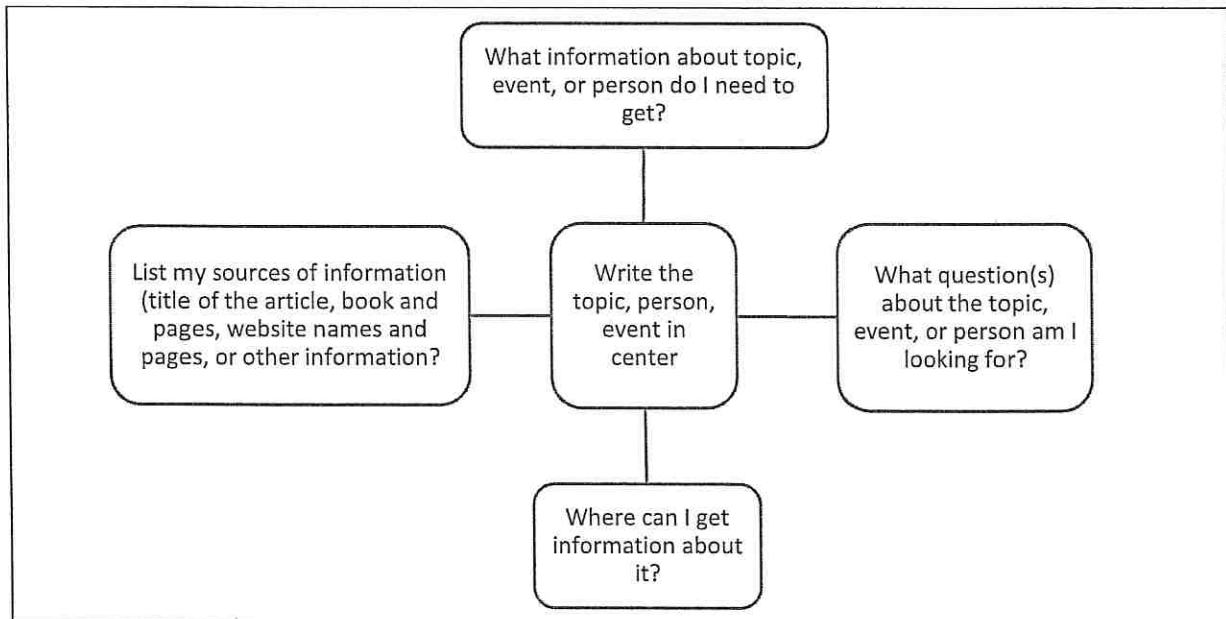 What information about topic,
event, or person do I need to
get?
List my sources of information
(title of the article, book and
pages, website names and
pages, or other information?
Write the
topic, person,
event in
center
What question(s)
about the topic,
event, or person am I
looking for?
Where can I get
information about
it?